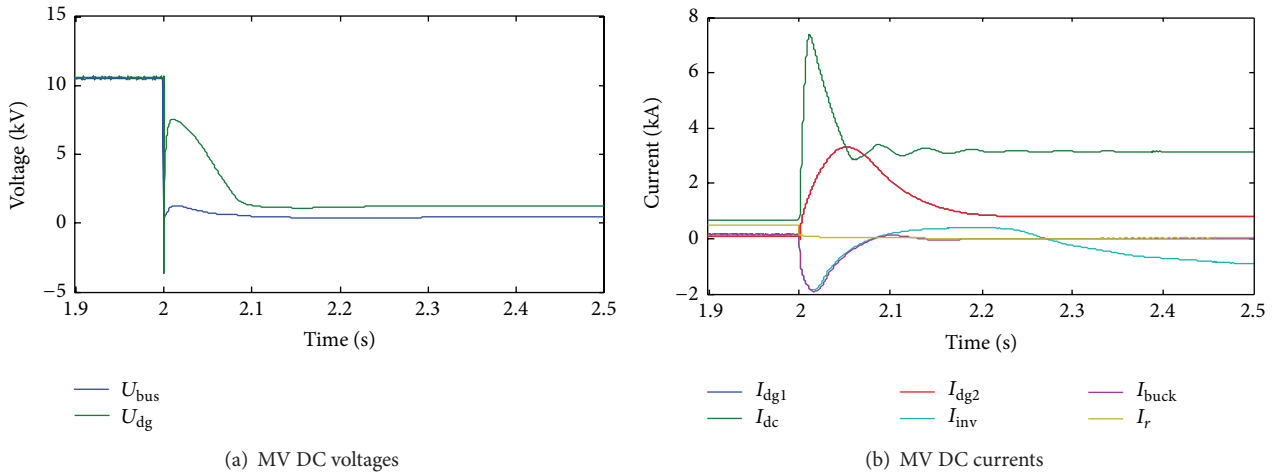 15
10
5
0
−5
Voltage (kV)
1.9 2 2.1 2.2 2.3 2.4 2.5
Time (s)
U_bus
U_dg
(a) MV DC voltages
8
6
4
2
0
−2
Current (kA)
1.9 2 2.1 2.2 2.3 2.4 2.5
Time (s)
I_dg1 I_dg2 I_buck
I_dc I_inv I_r
(b) MV DC currents